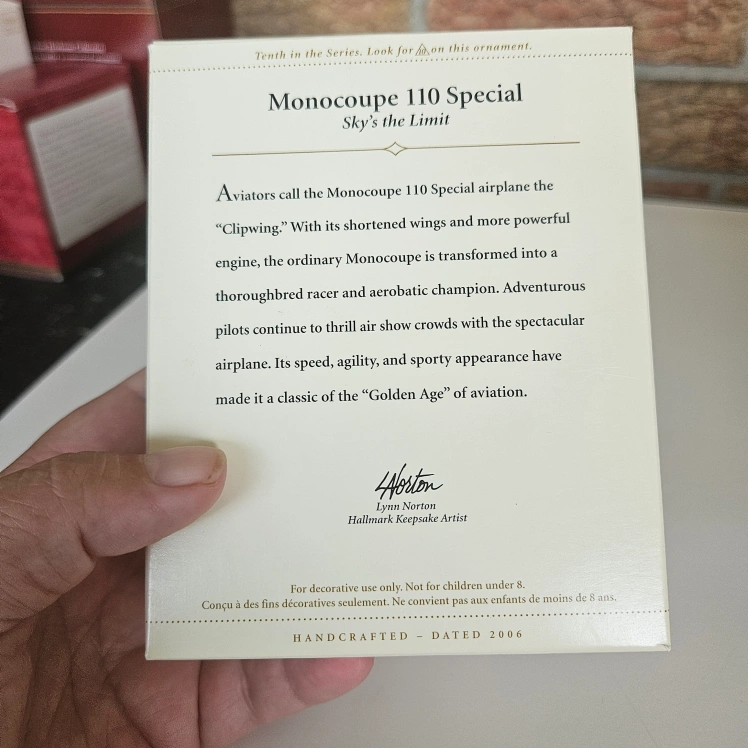 Tenth in the Series. Look for 10 on this ornament.
Monocoupe 110 Special
Sky's the Limit
Aviators call the Monocoupe 110 Special airplane the
“Clipwing.” With its shortened wings and more powerful
engine, the ordinary Monocoupe is transformed into a
thoroughbred racer and aerobatic champion. Adventurous
pilots continue to thrill air show crowds with the spectacular
airplane. Its speed, agility, and sporty appearance have
made it a classic of the “Golden Age” of aviation.
LNorton
Lynn Norton
Hallmark Keepsake Artist
For decorative use only. Not for children under 8.
Conçu à des fins décoratives seulement. Ne convient pas aux enfants de moins de 8 ans.
HANDCRAFTED – DATED 2006